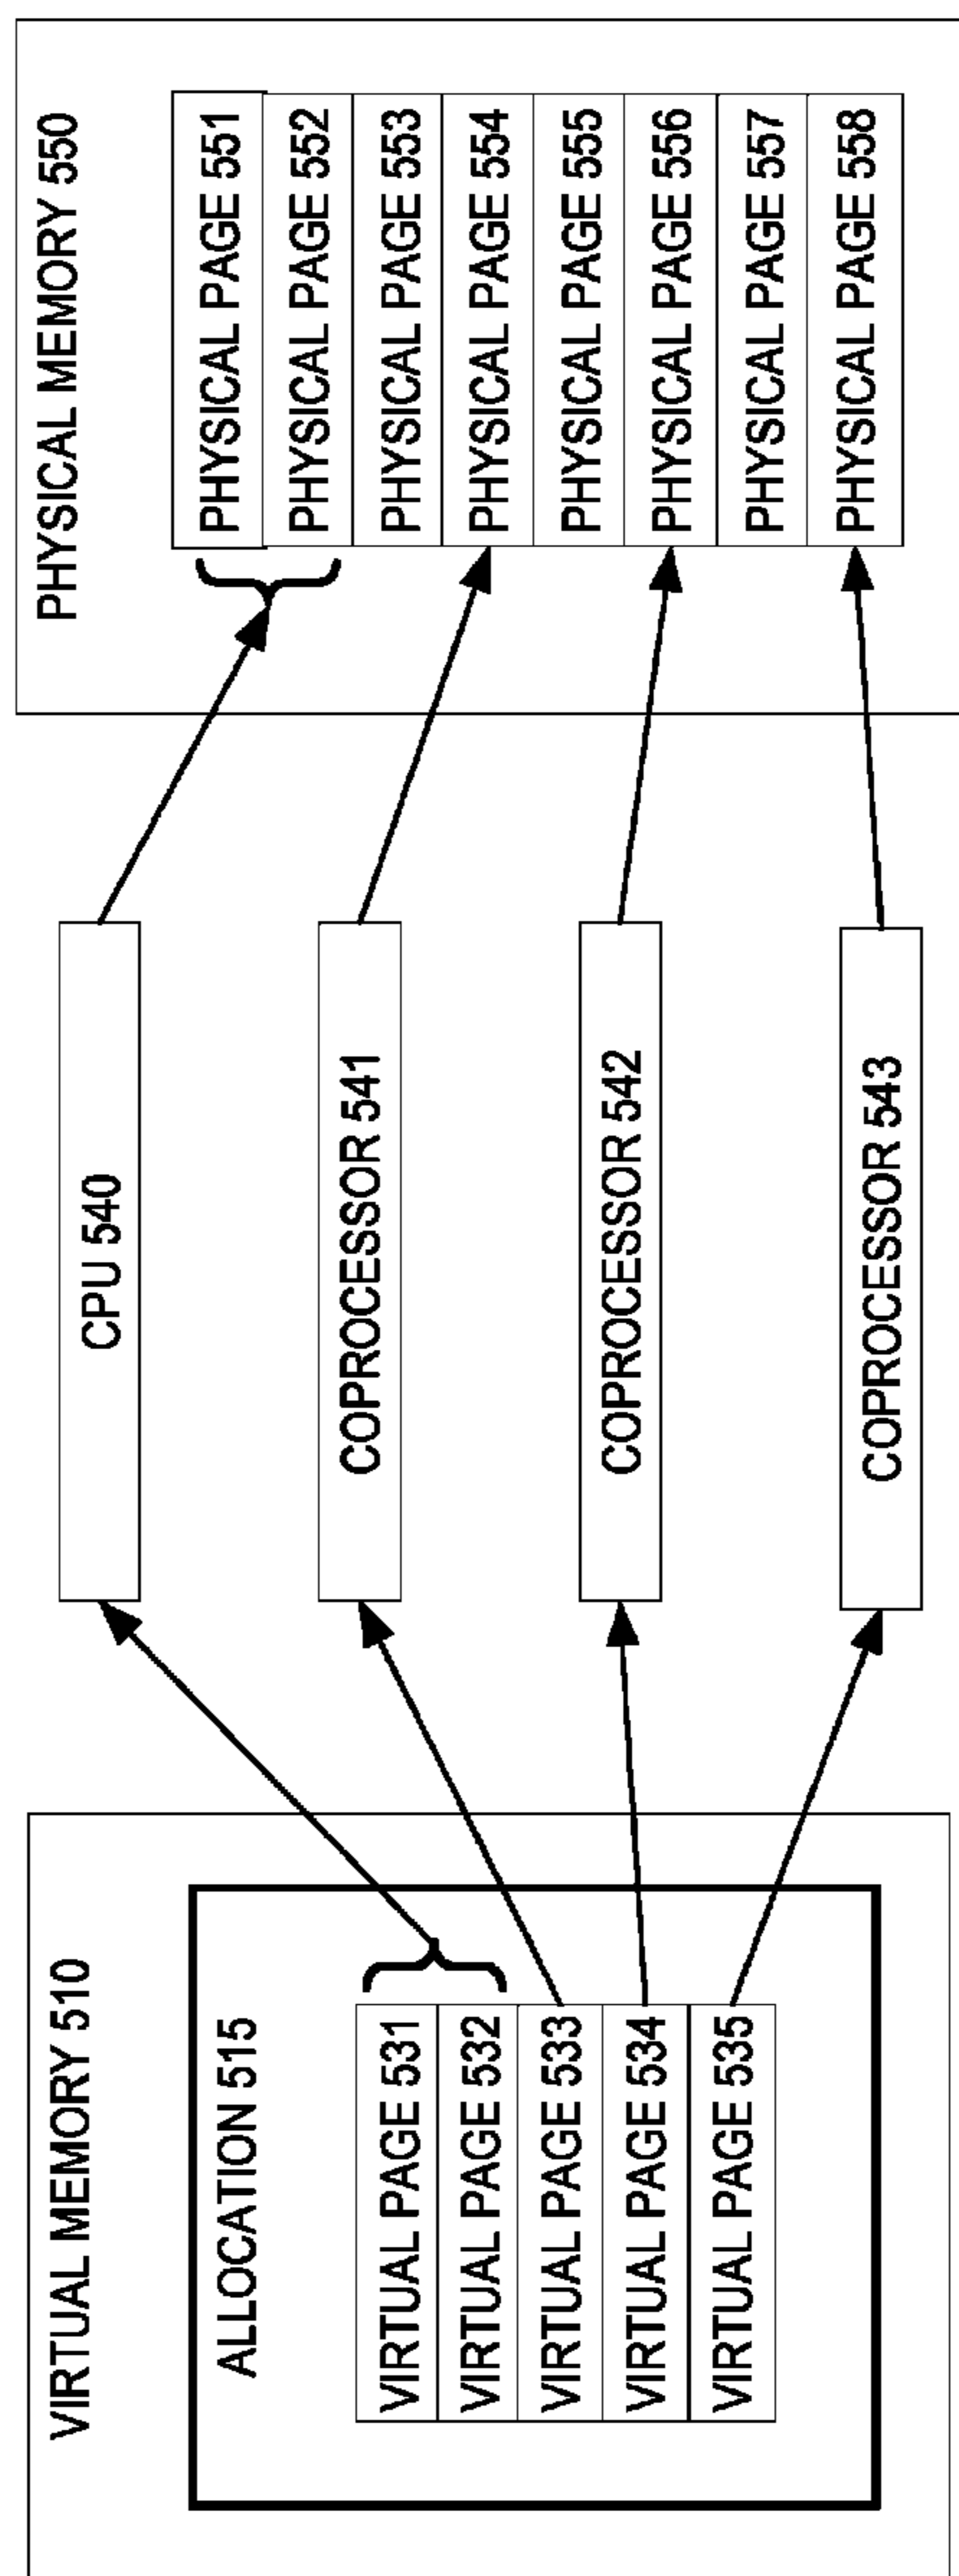 VIRTUAL MEMORY 510
ALLOCATION 515
VIRTUAL PAGE 531
VIRTUAL PAGE 532
VIRTUAL PAGE 533
VIRTUAL PAGE 534
VIRTUAL PAGE 535
CPU 540
COPROCESSOR 541
COPROCESSOR 542
COPROCESSOR 543
PHYSICAL MEMORY 550
PHYSICAL PAGE 551
PHYSICAL PAGE 552
PHYSICAL PAGE 553
PHYSICAL PAGE 554
PHYSICAL PAGE 555
PHYSICAL PAGE 556
PHYSICAL PAGE 557
PHYSICAL PAGE 558